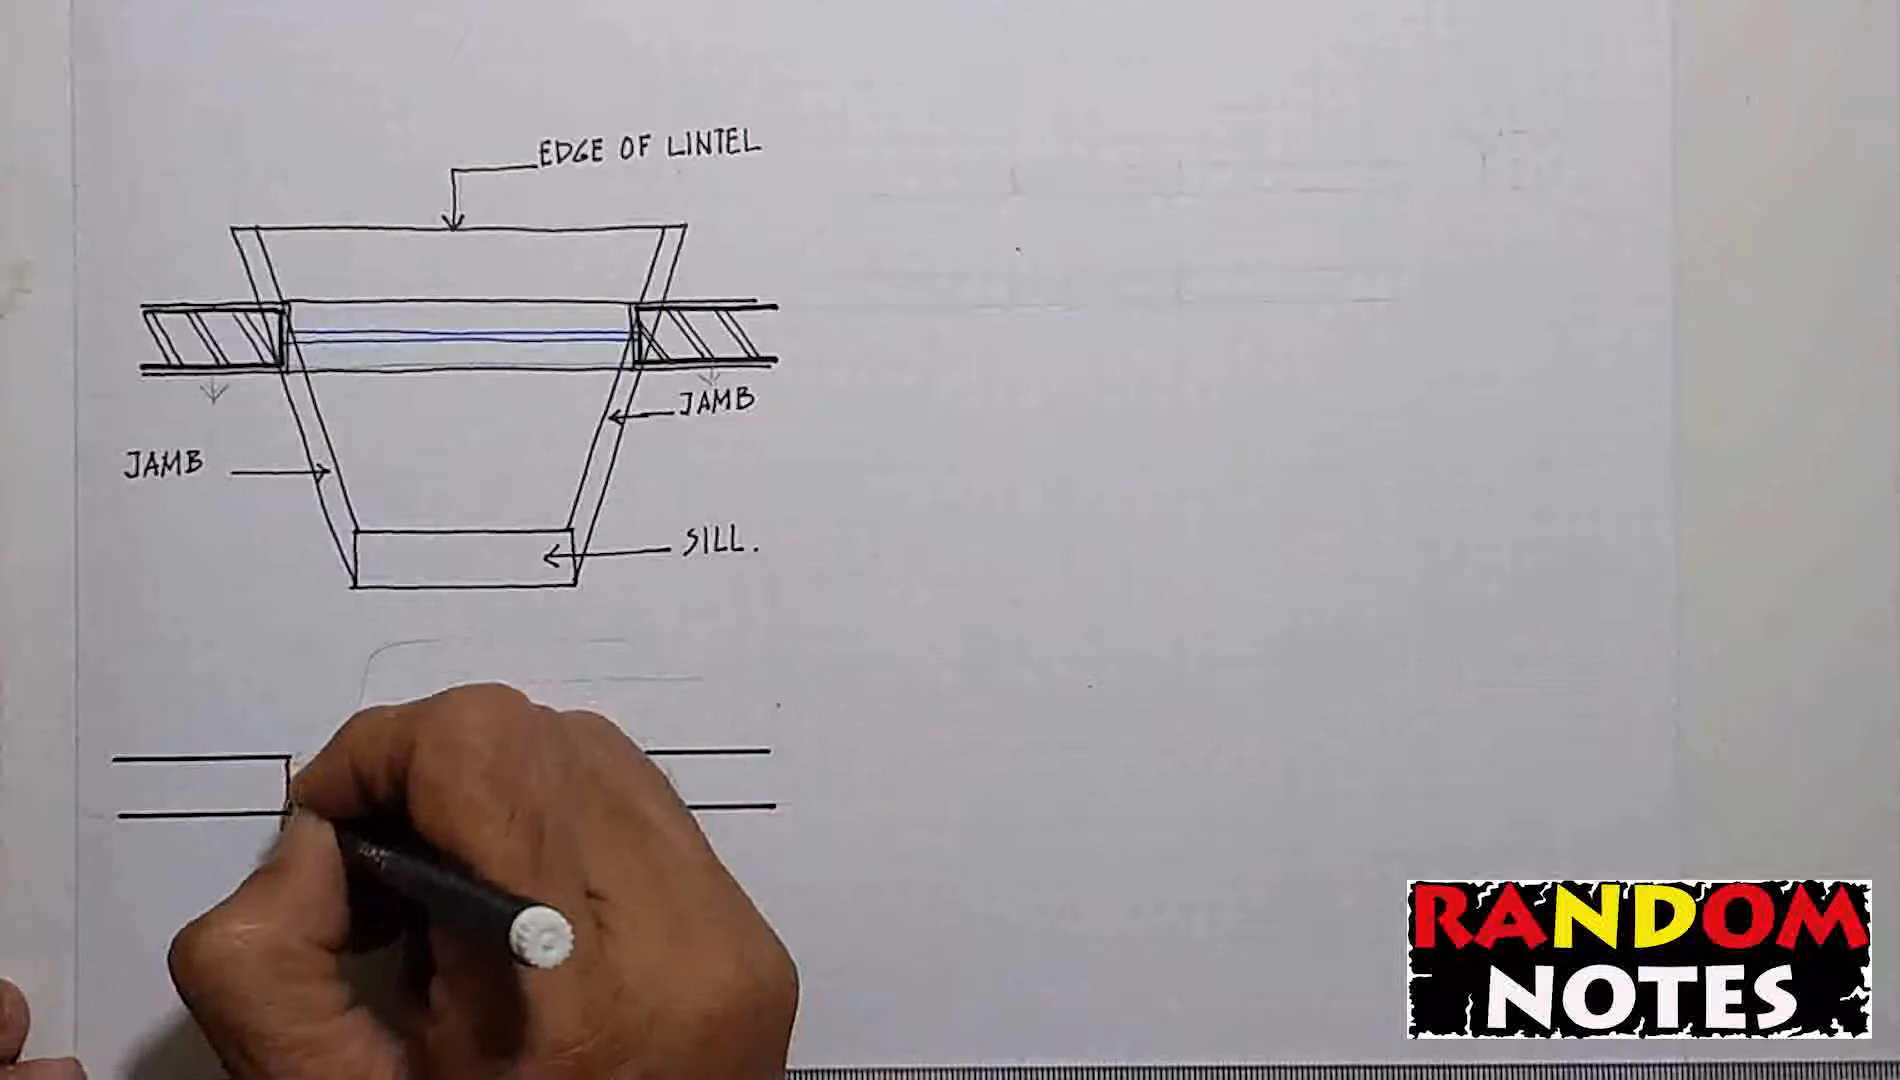 EDGE OF LINTEL
JAMB
JAMB
SILL.
RANDOM
NOTES